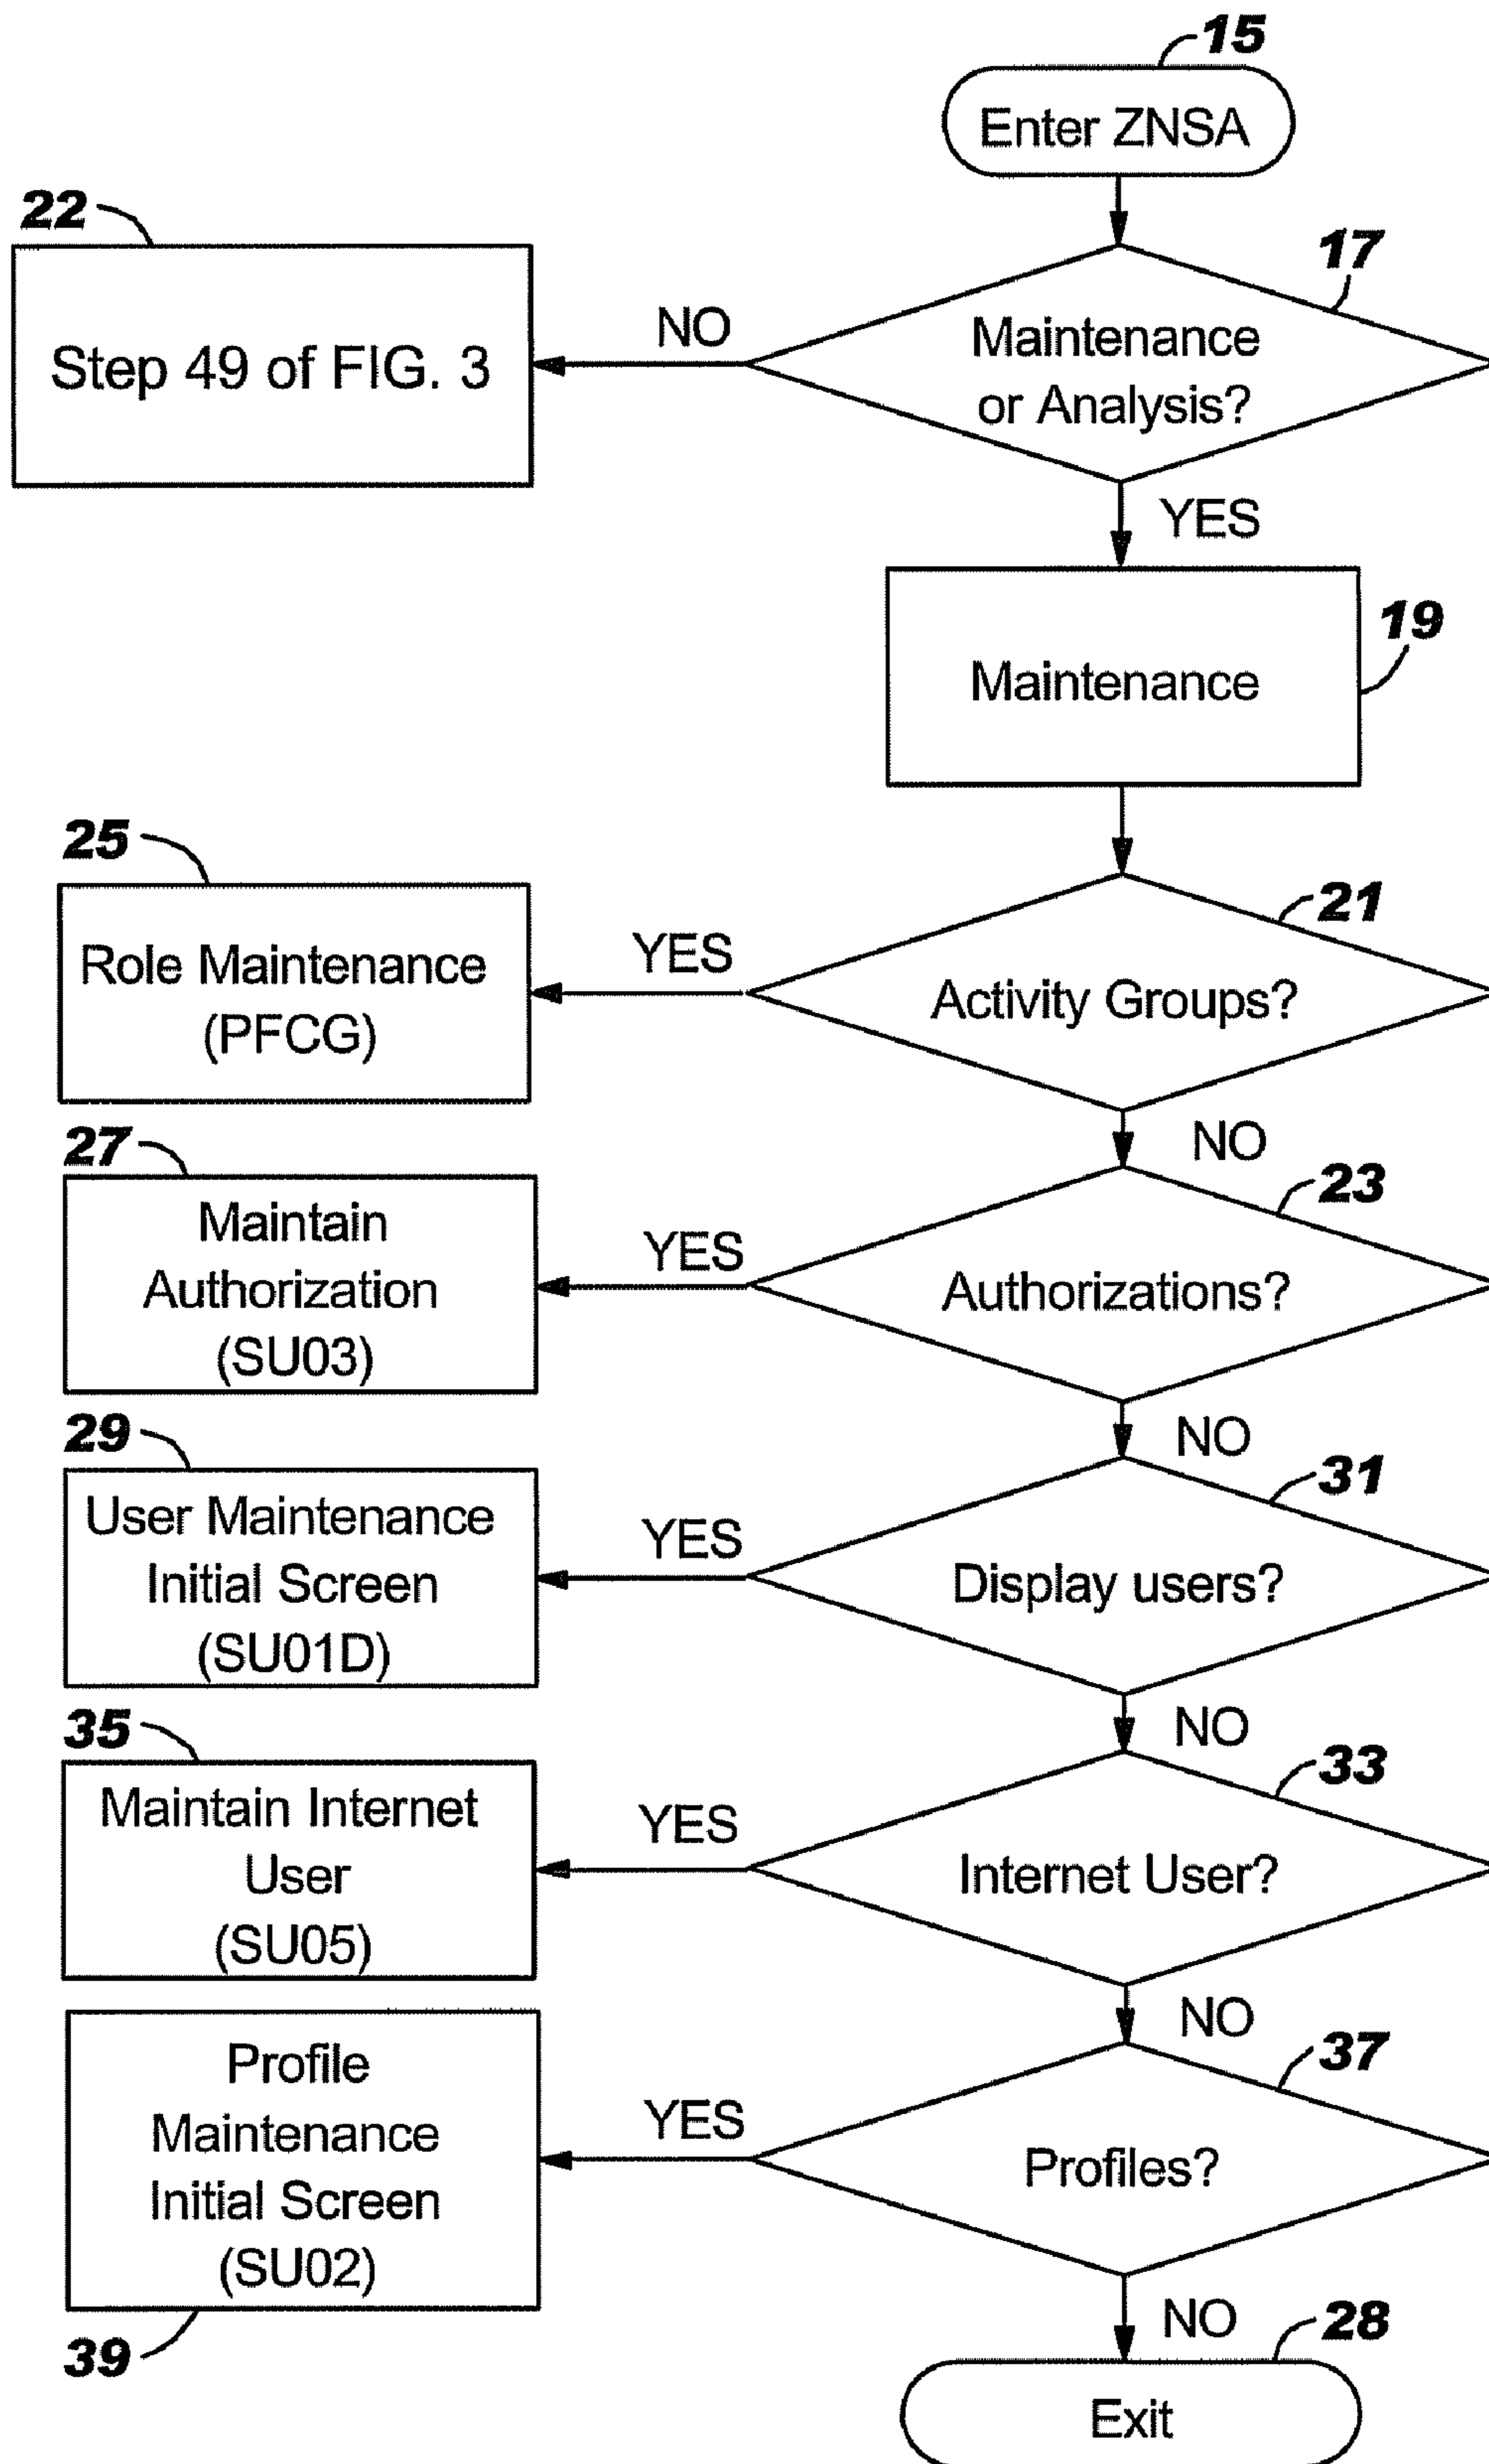 15
Enter ZNSA
22
17
Step 49 of FIG. 3
NO
Maintenance
or Analysis?
YES
19
Maintenance
25
21
Role Maintenance
(PFCG)
YES
Activity Groups?
NO
27
23
Maintain
Authorization
(SU03)
YES
Authorizations?
NO
29
31
User Maintenance
Initial Screen
(SU01D)
YES
Display users?
NO
35
33
Maintain Internet
User
(SU05)
YES
Internet User?
NO
37
Profile
Maintenance
Initial Screen
(SU02)
YES
Profiles?
39
NO
28
Exit